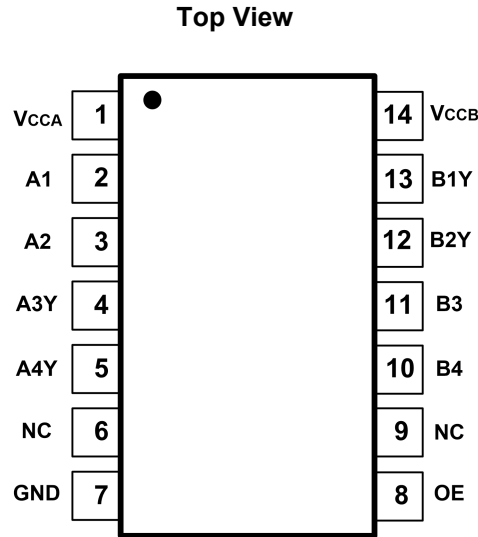 Top View
VCCA 1 14 VCCB
A1 2 13 B1Y
A2 3 12 B2Y
A3Y 4 11 B3
A4Y 5 10 B4
NC 6 9 NC
GND 7 8 OE